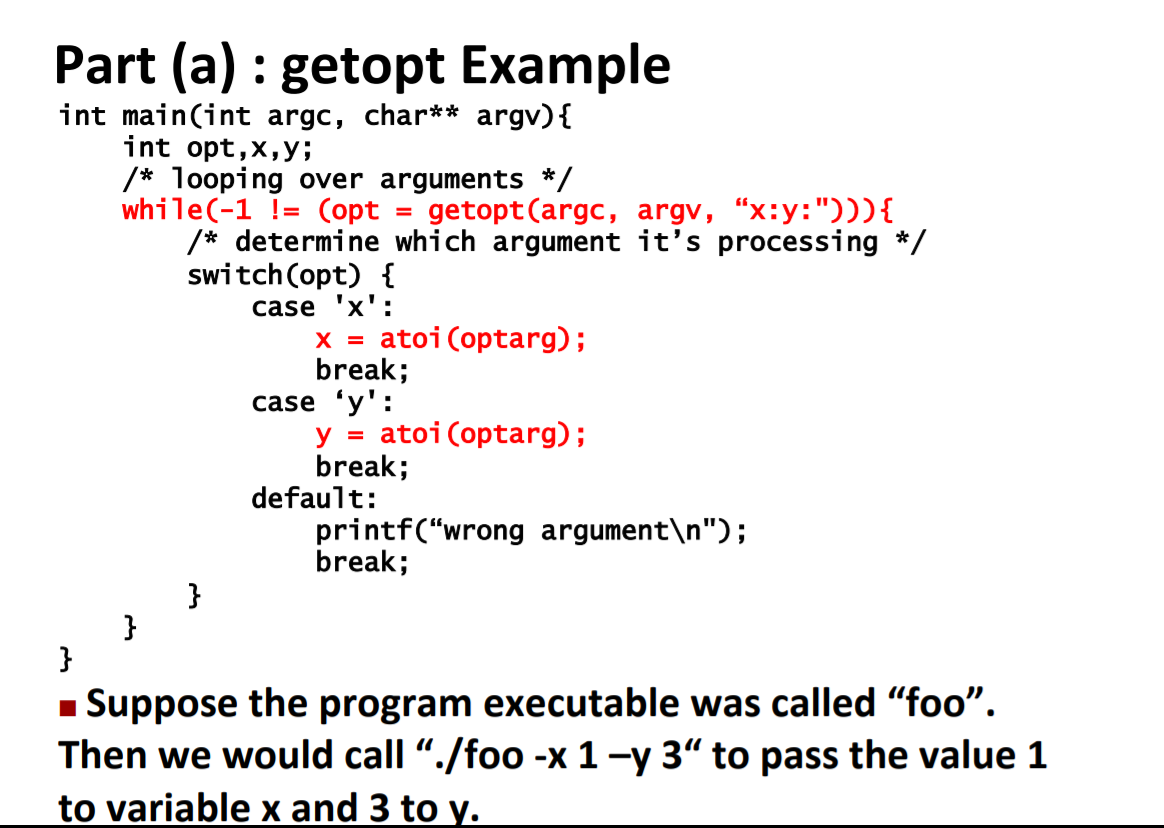 Part (a) : getopt Example
int main(int argc, char** argv){
    int opt,x,y;
    /* looping over arguments */
    while(-1 != (opt = getopt(argc, argv, “x:y:"))){
        /* determine which argument it’s processing */
        switch(opt) {
            case 'x':
                x = atoi(optarg);
                break;
            case ‘y':
                y = atoi(optarg);
                break;
            default:
                printf(“wrong argument\n");
                break;
        }
    }
}
■ Suppose the program executable was called “foo”.
Then we would call “./foo -x 1 –y 3“ to pass the value 1
to variable x and 3 to y.